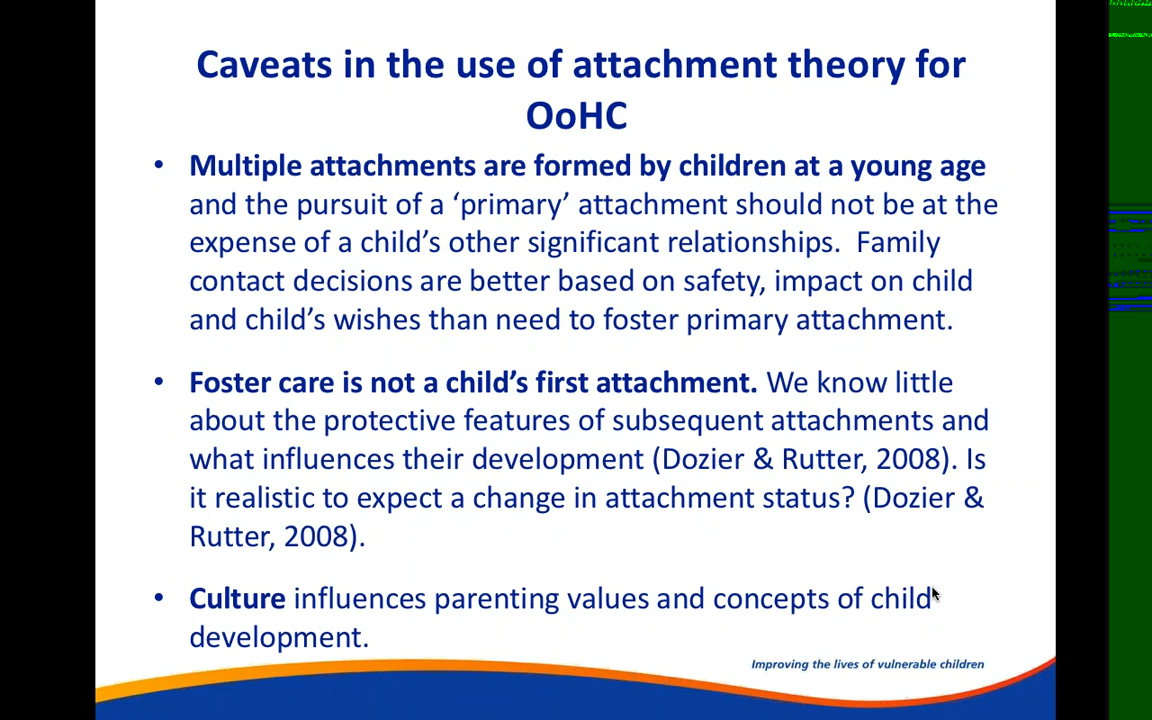 Caveats in the use of attachment theory for
OoHC
• Multiple attachments are formed by children at a young age
and the pursuit of a ‘primary’ attachment should not be at the
expense of a child’s other significant relationships.  Family
contact decisions are better based on safety, impact on child
and child’s wishes than need to foster primary attachment.
• Foster care is not a child’s first attachment. We know little
about the protective features of subsequent attachments and
what influences their development (Dozier & Rutter, 2008). Is
it realistic to expect a change in attachment status? (Dozier &
Rutter, 2008).
• Culture influences parenting values and concepts of child
development.
Improving the lives of vulnerable children